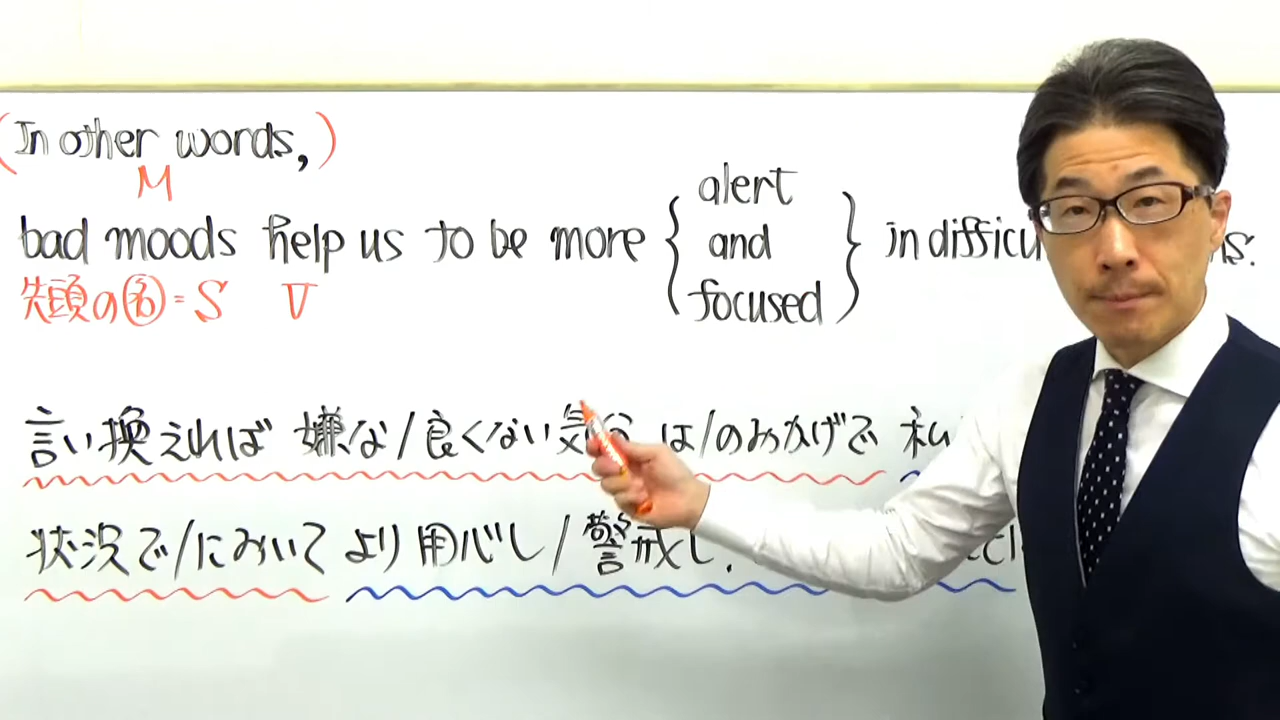 (In other words,)
M
bad moods help us to be more { alert and focused } in
先頭の名=S V
言い換えれば 嫌な/良くない気分 は/のおかげで 私
状況で/において より用心し/警戒し